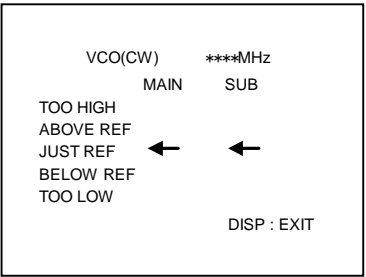 VCO(CW) ****MHz
MAIN SUB
TOO HIGH
ABOVE REF
JUST REF
BELOW REF
TOO LOW
DISP : EXIT